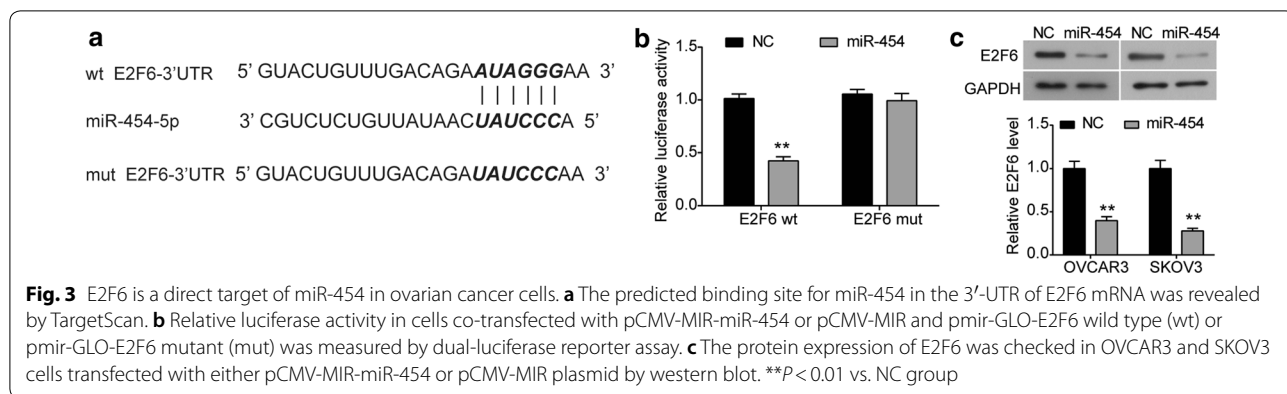 a
wt E2F6-3'UTR 5' GUACUGUUUGACAGAAUAGGGAA 3'
miR-454-5p 3' CGUCUCUGUUAUAACUAUCCCA 5'
mut E2F6-3'UTR 5' GUACUGUUUGACAGAUAUCCCAA 3'
b
NC miR-454
Relative luciferase activity
1.5
1.0
0.5
0.0
**
E2F6 wt E2F6 mut
c
NC miR-454 NC miR-454
E2F6
GAPDH
NC miR-454
Relative E2F6 level
1.5
1.0
0.5
0.0
** **
OVCAR3 SKOV3
Fig. 3 E2F6 is a direct target of miR-454 in ovarian cancer cells. a The predicted binding site for miR-454 in the 3′-UTR of E2F6 mRNA was revealed
by TargetScan. b Relative luciferase activity in cells co-transfected with pCMV-MIR-miR-454 or pCMV-MIR and pmir-GLO-E2F6 wild type (wt) or
pmir-GLO-E2F6 mutant (mut) was measured by dual-luciferase reporter assay. c The protein expression of E2F6 was checked in OVCAR3 and SKOV3
cells transfected with either pCMV-MIR-miR-454 or pCMV-MIR plasmid by western blot. **P < 0.01 vs. NC group